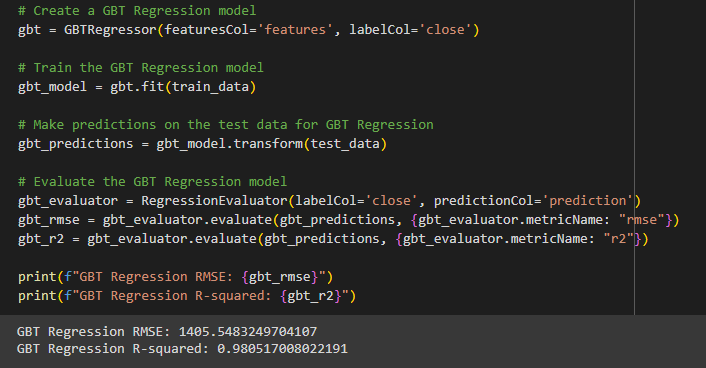 # Create a GBT Regression model
gbt = GBTRegressor(featuresCol='features', labelCol='close')
# Train the GBT Regression model
gbt_model = gbt.fit(train_data)
# Make predictions on the test data for GBT Regression
gbt_predictions = gbt_model.transform(test_data)
# Evaluate the GBT Regression model
gbt_evaluator = RegressionEvaluator(labelCol='close', predictionCol='prediction')
gbt_rmse = gbt_evaluator.evaluate(gbt_predictions, {gbt_evaluator.metricName: "rmse"})
gbt_r2 = gbt_evaluator.evaluate(gbt_predictions, {gbt_evaluator.metricName: "r2"})
print(f"GBT Regression RMSE: {gbt_rmse}")
print(f"GBT Regression R-squared: {gbt_r2}")
GBT Regression RMSE: 1405.5483249704107
GBT Regression R-squared: 0.980517008022191